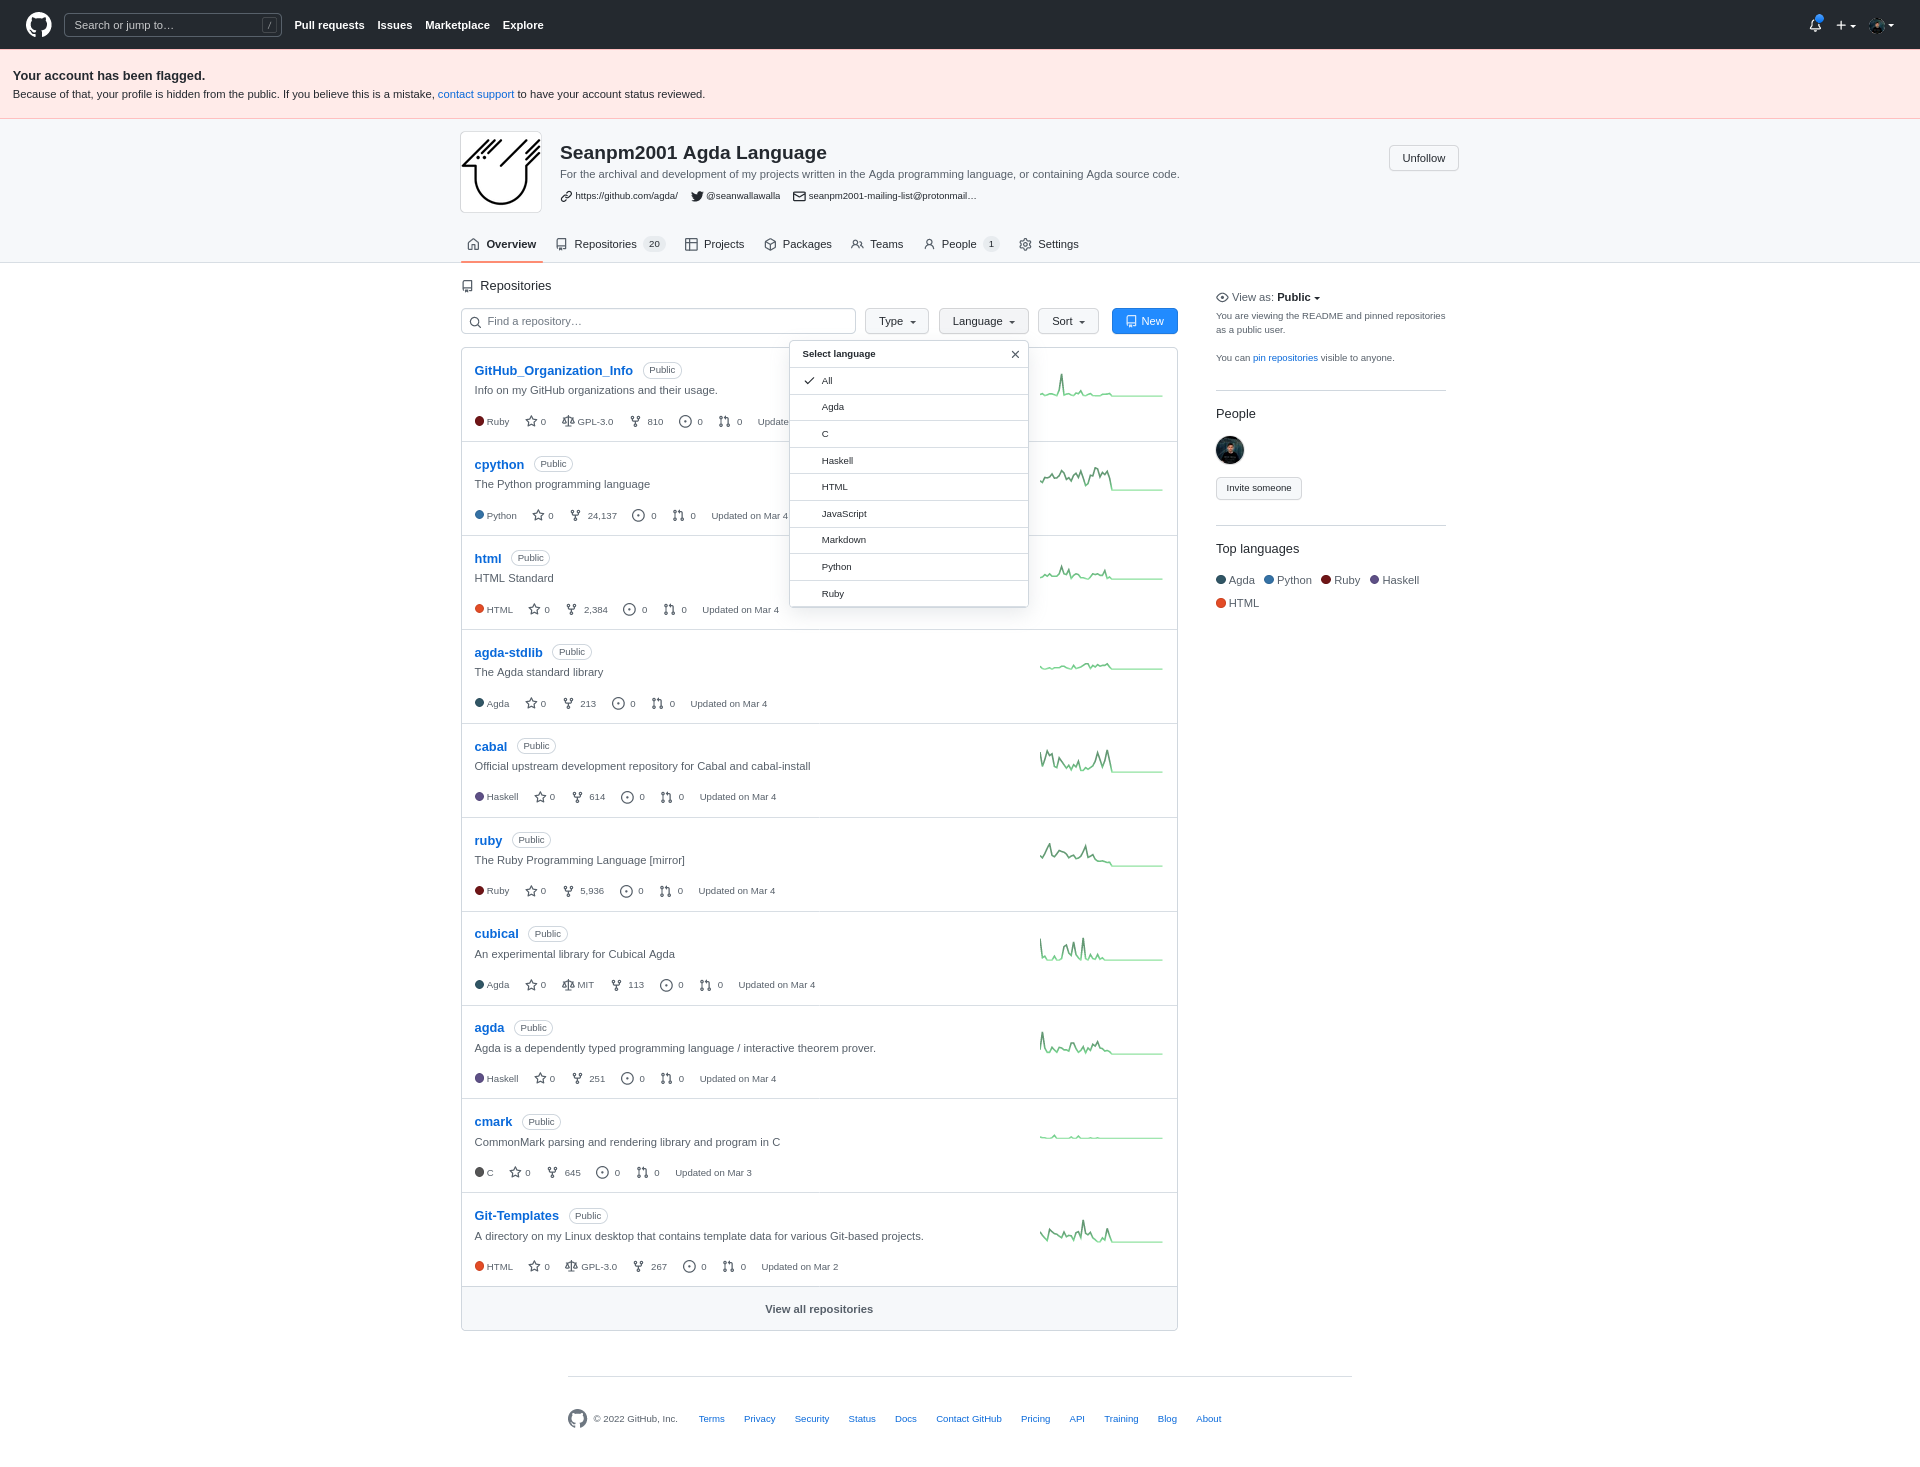 Search or jump to… /
Pull requests Issues Marketplace Explore
Your account has been flagged.
Because of that, your profile is hidden from the public. If you believe this is a mistake, contact support to have your account status reviewed.
Seanpm2001 Agda Language
Unfollow
For the archival and development of my projects written in the Agda programming language, or containing Agda source code.
https://github.com/agda/ @seanwallawalla seanpm2001-mailing-list@protonmail…
Overview Repositories 20 Projects Packages Teams People 1 Settings
Repositories
Find a repository… Type Language Sort New
Select language
All
Agda
C
Haskell
HTML
JavaScript
Markdown
Python
Ruby
GitHub_Organization_Info Public
Info on my GitHub organizations and their usage.
Ruby 0 GPL-3.0 810 0 0 Update
cpython Public
The Python programming language
Python 0 24,137 0 0 Updated on Mar 4
html Public
HTML Standard
HTML 0 2,384 0 0 Updated on Mar 4
agda-stdlib Public
The Agda standard library
Agda 0 213 0 0 Updated on Mar 4
cabal Public
Official upstream development repository for Cabal and cabal-install
Haskell 0 614 0 0 Updated on Mar 4
ruby Public
The Ruby Programming Language [mirror]
Ruby 0 5,936 0 0 Updated on Mar 4
cubical Public
An experimental library for Cubical Agda
Agda 0 MIT 113 0 0 Updated on Mar 4
agda Public
Agda is a dependently typed programming language / interactive theorem prover.
Haskell 0 251 0 0 Updated on Mar 4
cmark Public
CommonMark parsing and rendering library and program in C
C 0 645 0 0 Updated on Mar 3
Git-Templates Public
A directory on my Linux desktop that contains template data for various Git-based projects.
HTML 0 GPL-3.0 267 0 0 Updated on Mar 2
View all repositories
View as: Public
You are viewing the README and pinned repositories
as a public user.
You can pin repositories visible to anyone.
People
Invite someone
Top languages
Agda Python Ruby Haskell
HTML
© 2022 GitHub, Inc. Terms Privacy Security Status Docs Contact GitHub Pricing API Training Blog About